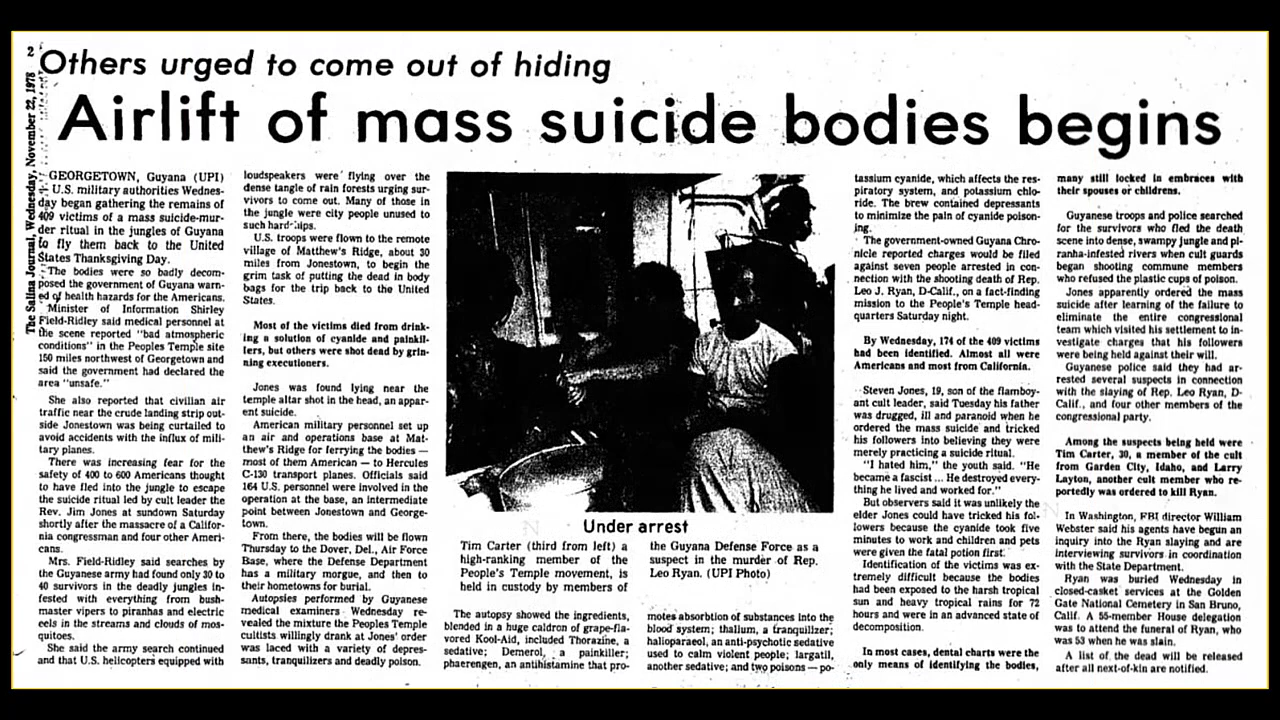 2
The Salina Journal, Wednesday, November 22, 1978
Others urged to come out of hiding
Airlift of mass suicide bodies begins
GEORGETOWN, Guyana (UPI)
U.S. military authorities Wednes-
day began gathering the remains of
409 victims of a mass suicide-mur-
der ritual in the jungles of Guyana
to fly them back to the United
States Thanksgiving Day.
The bodies were so badly decom-
posed the government of Guyana warn-
ed of health hazards for the Americans.
Minister of Information Shirley
Field-Ridley said medical personnel at
the scene reported "bad atmospheric
conditions" in the Peoples Temple site
150 miles northwest of Georgetown and
said the government had declared the
area "unsafe."
She also reported that civilian air
traffic near the crude landing strip out-
side Jonestown was being curtailed to
avoid accidents with the influx of mili-
tary planes.
There was increasing fear for the
safety of 400 to 600 Americans thought
to have fled into the jungle to escape
the suicide ritual led by cult leader the
Rev. Jim Jones at sundown Saturday
shortly after the massacre of a Califor-
nia congressman and four other Ameri-
cans.
Mrs. Field-Ridley said searches by
the Guyanese army had found only 30 to
40 survivors in the deadly jungles in-
fested with everything from bush-
master vipers to piranhas and electric
eels in the streams and clouds of mos-
quitoes.
She said the army search continued
and that U.S. helicopters equipped with
loudspeakers were flying over the
dense tangle of rain forests urging sur-
vivors to come out. Many of those in
the jungle were city people unused to
such
U.S. troops were flown to the remote
village of Matthew's Ridge, about 30
miles from Jonestown, to begin the
grim task of putting the dead in body
bags for the trip back to the United
States.
Most of the victims died from drink-
ing a solution of cyanide and painkil-
lers, but others were shot dead by grin-
ning executioners.
Jones was found lying near the
temple altar shot in the head, an appar-
ent suicide.
American military personnel set up
an air and operations base at Mat-
thew's Ridge for ferrying the bodies —
most of them American — to Hercules
C-130 transport planes. Officials said
164 U.S. personnel were involved in the
operation at the base, an intermediate
point between Jonestown and George-
town.
From there, the bodies will be flown
Thursday to the Dover, Del., Air Force
Base, where the Defense Department
has a military morgue, and then to
their hometowns for burial.
Autopsies performed by Guyanese
medical examiners Wednesday re-
vealed the mixture the Peoples Temple
cultists willingly drank at Jones' order
was laced with a variety of depres-
sants, tranquilizers and deadly poison.
Under arrest
Tim Carter (third from left) a
high-ranking member of the
People's Temple movement, is
held in custody by members of
the Guyana Defense Force as a
suspect in the murder of Rep.
Leo Ryan. (UPI Photo)
The autopsy showed the ingredients,
blended in a huge caldron of grape-fla-
vored Kool-Aid, included Thorazine, a
sedative; Demerol, a painkiller;
phaerengen, an antihistamine that pro-
motes absorbtion of substances into the
blood system; thallum, a tranquilizer;
haliopareol, an anti-psychotic sedative
used to calm violent people; largatil,
another sedative; and two poisons — po-
tassium cyanide, which affects the res-
piratory system, and potassium chlo-
ride. The brew contained depressants
to minimize the pain of cyanide poison-
ing.
The government-owned Guyana Chro-
nicle reported charges would be filed
against seven people arrested in con-
nection with the shooting death of Rep.
Leo J. Ryan, D-Calif., on a fact-finding
mission to the People's Temple head-
quarters Saturday night.
By Wednesday, 174 of the 409 victims
had been identified. Almost all were
Americans and most from California.
Steven Jones, 19, son of the flamboy-
ant cult leader, said Tuesday his father
was drugged, ill and paranoid when he
ordered the mass suicide and tricked
his followers into believing they were
merely practicing a suicide ritual.
"I hated him," the youth said. "He
became a fascist ... He destroyed every-
thing he lived and worked for."
But observers said it was unlikely the
elder Jones could have tricked his fol-
lowers because the cyanide took five
minutes to work and children and pets
were given the fatal potion first.
Identification of the victims was ex-
tremely difficult because the bodies
had been exposed to the harsh tropical
sun and heavy tropical rains for 72
hours and were in an advanced state of
decomposition.
In most cases, dental charts were the
only means of identifying the bodies,
many still locked in embraces with
their spouses or childrens.
Guyanese troops and police searched
for the survivors who fled the death
scene into dense, swampy jungle and pi-
ranha-infested rivers when cult guards
began shooting commune members
who refused the plastic cups of poison.
Jones apparently ordered the mass
suicide after learning of the failure to
eliminate the entire congressional
team which visited his settlement to in-
vestigate charges that his followers
were being held against their will.
Guyanese police said they had ar-
rested several suspects in connection
with the slaying of Rep. Leo Ryan, D-
Calif., and four other members of the
congressional party.
Among the suspects being held were
Tim Carter, 30, a member of the cult
from Garden City, Idaho, and Larry
Layton, another cult member who re-
portedly was ordered to kill Ryan.
In Washington, FBI director William
Webster said his agents have begun an
inquiry into the Ryan slaying and are
interviewing survivors in coordination
with the State Department.
Ryan was buried Wednesday in
closed-casket services at the Golden
Gate National Cemetery in San Bruno,
Calif. A 55-member House delegation
was to attend the funeral of Ryan, who
was 53 when he was slain.
A list of the dead will be released
after all next-of-kin are notified.